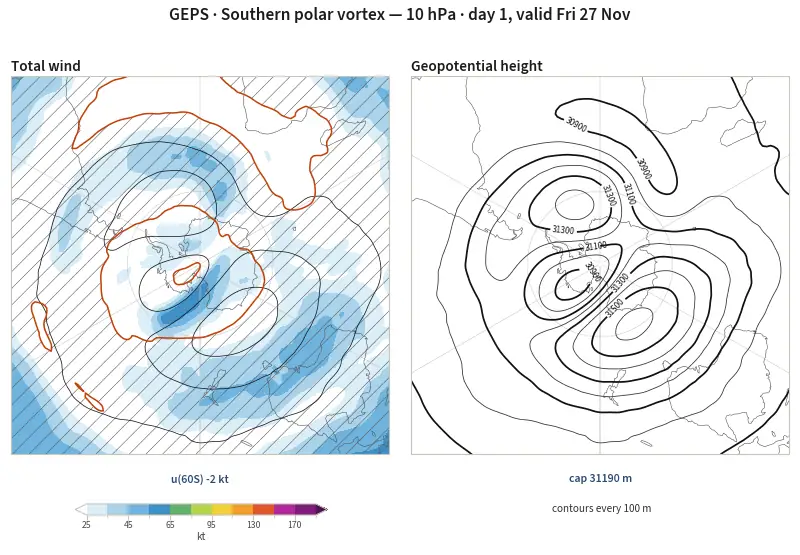 GEPS · Southern polar vortex — 10 hPa · day 1, valid Fri 27 Nov
Total wind
Geopotential height
30900
30900
31100
31300
31300
31100
30900
31300
31500
u(60S) -2 kt
cap 31190 m
contours every 100 m
25 45 65 95 130 170
kt